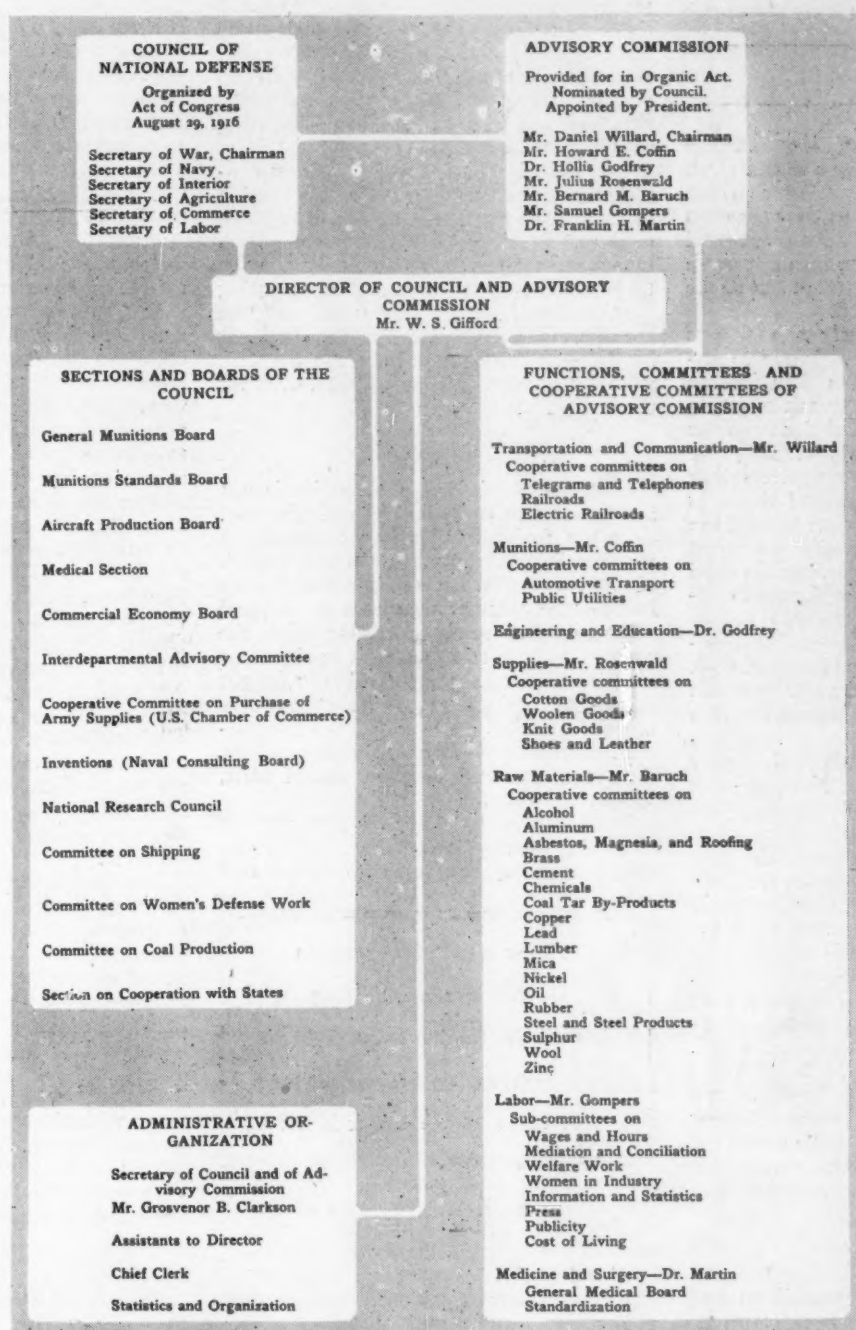 COUNCIL OF
NATIONAL DEFENSE
Organized by
Act of Congress
August 29, 1916
Secretary of War, Chairman
Secretary of Navy
Secretary of Interior
Secretary of Agriculture
Secretary of Commerce
Secretary of Labor
ADVISORY COMMISSION
Provided for in Organic Act.
Nominated by Council.
Appointed by President.
Mr. Daniel Willard, Chairman
Mr. Howard E. Coffin
Dr. Hollis Godfrey
Mr. Julius Rosenwald
Mr. Bernard M. Baruch
Mr. Samuel Gompers
Dr. Franklin H. Martin
DIRECTOR OF COUNCIL AND ADVISORY
COMMISSION
Mr. W. S. Gifford
SECTIONS AND BOARDS OF THE
COUNCIL
General Munitions Board
Munitions Standards Board
Aircraft Production Board
Medical Section
Commercial Economy Board
Interdepartmental Advisory Committee
Cooperative Committee on Purchase of
Army Supplies (U.S. Chamber of Commerce)
Inventions (Naval Consulting Board)
National Research Council
Committee on Shipping
Committee on Women's Defense Work
Committee on Coal Production
Section on Cooperation with States
ADMINISTRATIVE OR-
GANIZATION
Secretary of Council and of Ad-
visory Commission
Mr. Grosvenor B. Clarkson
Assistants to Director
Chief Clerk
Statistics and Organization
FUNCTIONS, COMMITTEES AND
COOPERATIVE COMMITTEES OF
ADVISORY COMMISSION
Transportation and Communication—Mr. Willard
Cooperative committees on
Telegrams and Telephones
Railroads
Electric Railroads
Munitions—Mr. Coffin
Cooperative committees on
Automotive Transport
Public Utilities
Engineering and Education—Dr. Godfrey
Supplies—Mr. Rosenwald
Cooperative committees on
Cotton Goods
Woolen Goods
Knit Goods
Shoes and Leather
Raw Materials—Mr. Baruch
Cooperative committees on
Alcohol
Aluminum
Asbestos, Magnesia, and Roofing
Brass
Cement
Chemicals
Coal Tar By-Products
Copper
Lead
Lumber
Mica
Nickel
Oil
Rubber
Steel and Steel Products
Sulphur
Wool
Zinc
Labor—Mr. Gompers
Sub-committees on
Wages and Hours
Mediation and Conciliation
Welfare Work
Women in Industry
Information and Statistics
Press
Publicity
Cost of Living
Medicine and Surgery—Dr. Martin
General Medical Board
Standardization